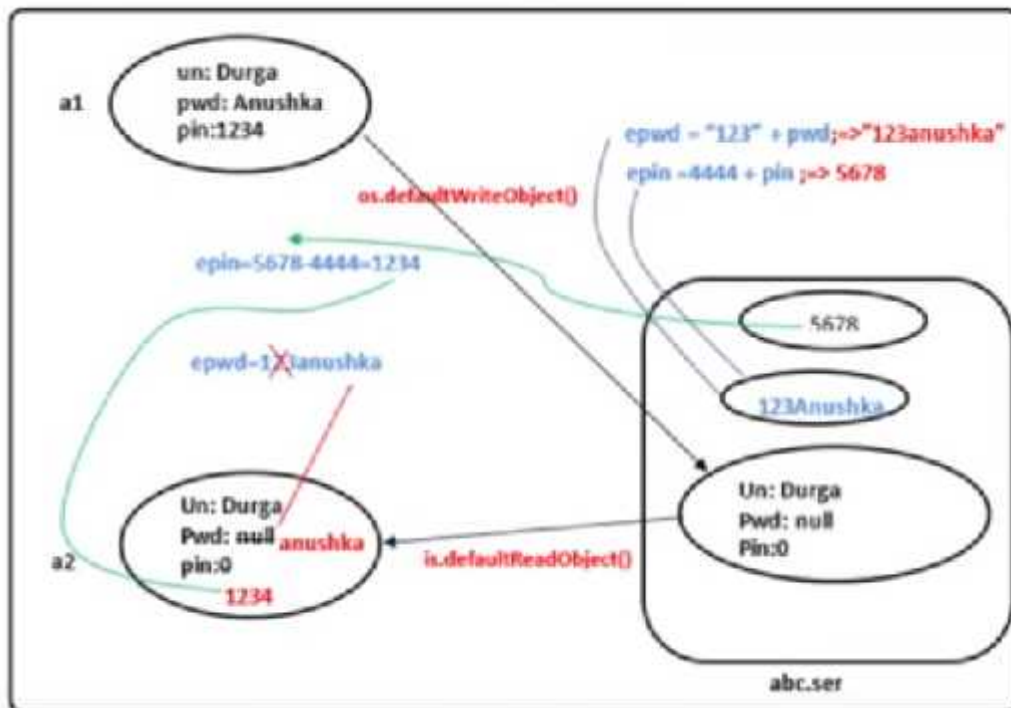 un: Durga
a1
pwd: Anushka
pin:1234
epwd = "123" + pwd;=>"123anushka"
epin =4444 + pin ;=> 5678
os.defaultWriteObject()
epin=5678-4444=1234
5678
epwd=123anushka
123Anushka
Un: Durga
Pwd: null anushka
pin:0
a2
1234
is.defaultReadObject()
Un: Durga
Pwd: null
Pin:0
abc.ser